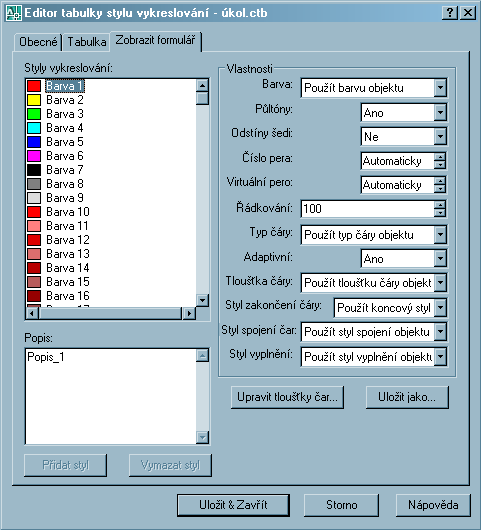 Editor tabulky stylu vykreslování - úkol.ctb
Obecné Tabulka Zobrazit formulář
Styly vykreslování:
Barva 1
Barva 2
Barva 3
Barva 4
Barva 5
Barva 6
Barva 7
Barva 8
Barva 9
Barva 10
Barva 11
Barva 12
Barva 13
Barva 14
Barva 15
Barva 16
Popis:
Popis_1
Přidat styl Vymazat styl
Vlastnosti
Barva: Použít barvu objektu
Půltóny: Ano
Odstíny šedi: Ne
Číslo pera: Automaticky
Virtuální pero: Automaticky
Řádkování: 100
Typ čáry: Použít typ čáry objektu
Adaptivní: Ano
Tloušťka čáry: Použít tloušťku čáry objekt
Styl zakončení čáry: Použít koncový styl
Styl spojení čar: Použít styl spojení objektu
Styl vyplnění: Použít styl vyplnění objektu
Upravit tloušťky čar... Uložit jako...
Uložit & Zavřít Storno Nápověda